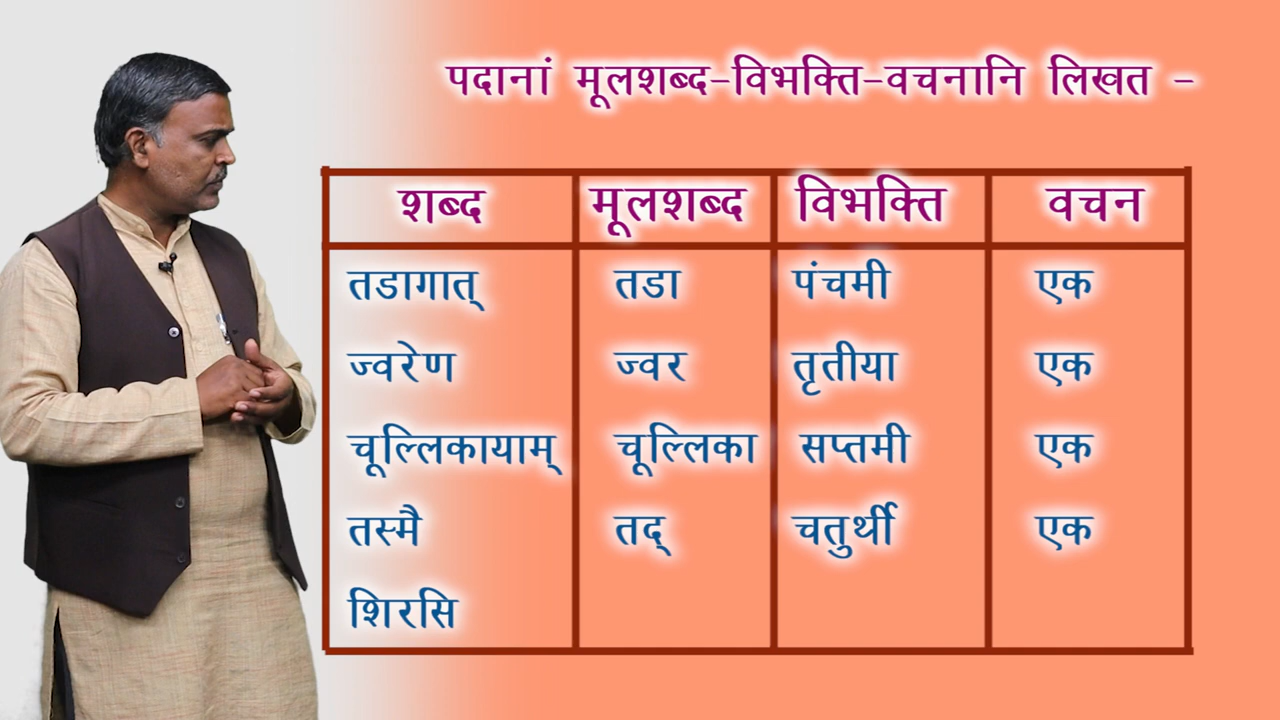 पदानां मूलशब्द-विभक्ति-वचनानि लिखत -
शब्द मूलशब्द विभक्ति वचन
तडागात् तडा पंचमी एक
ज्वरेण ज्वर तृतीया एक
चूल्लिकायाम् चूल्लिका सप्तमी एक
तस्मै तद् चतुर्थी एक
शिरसि